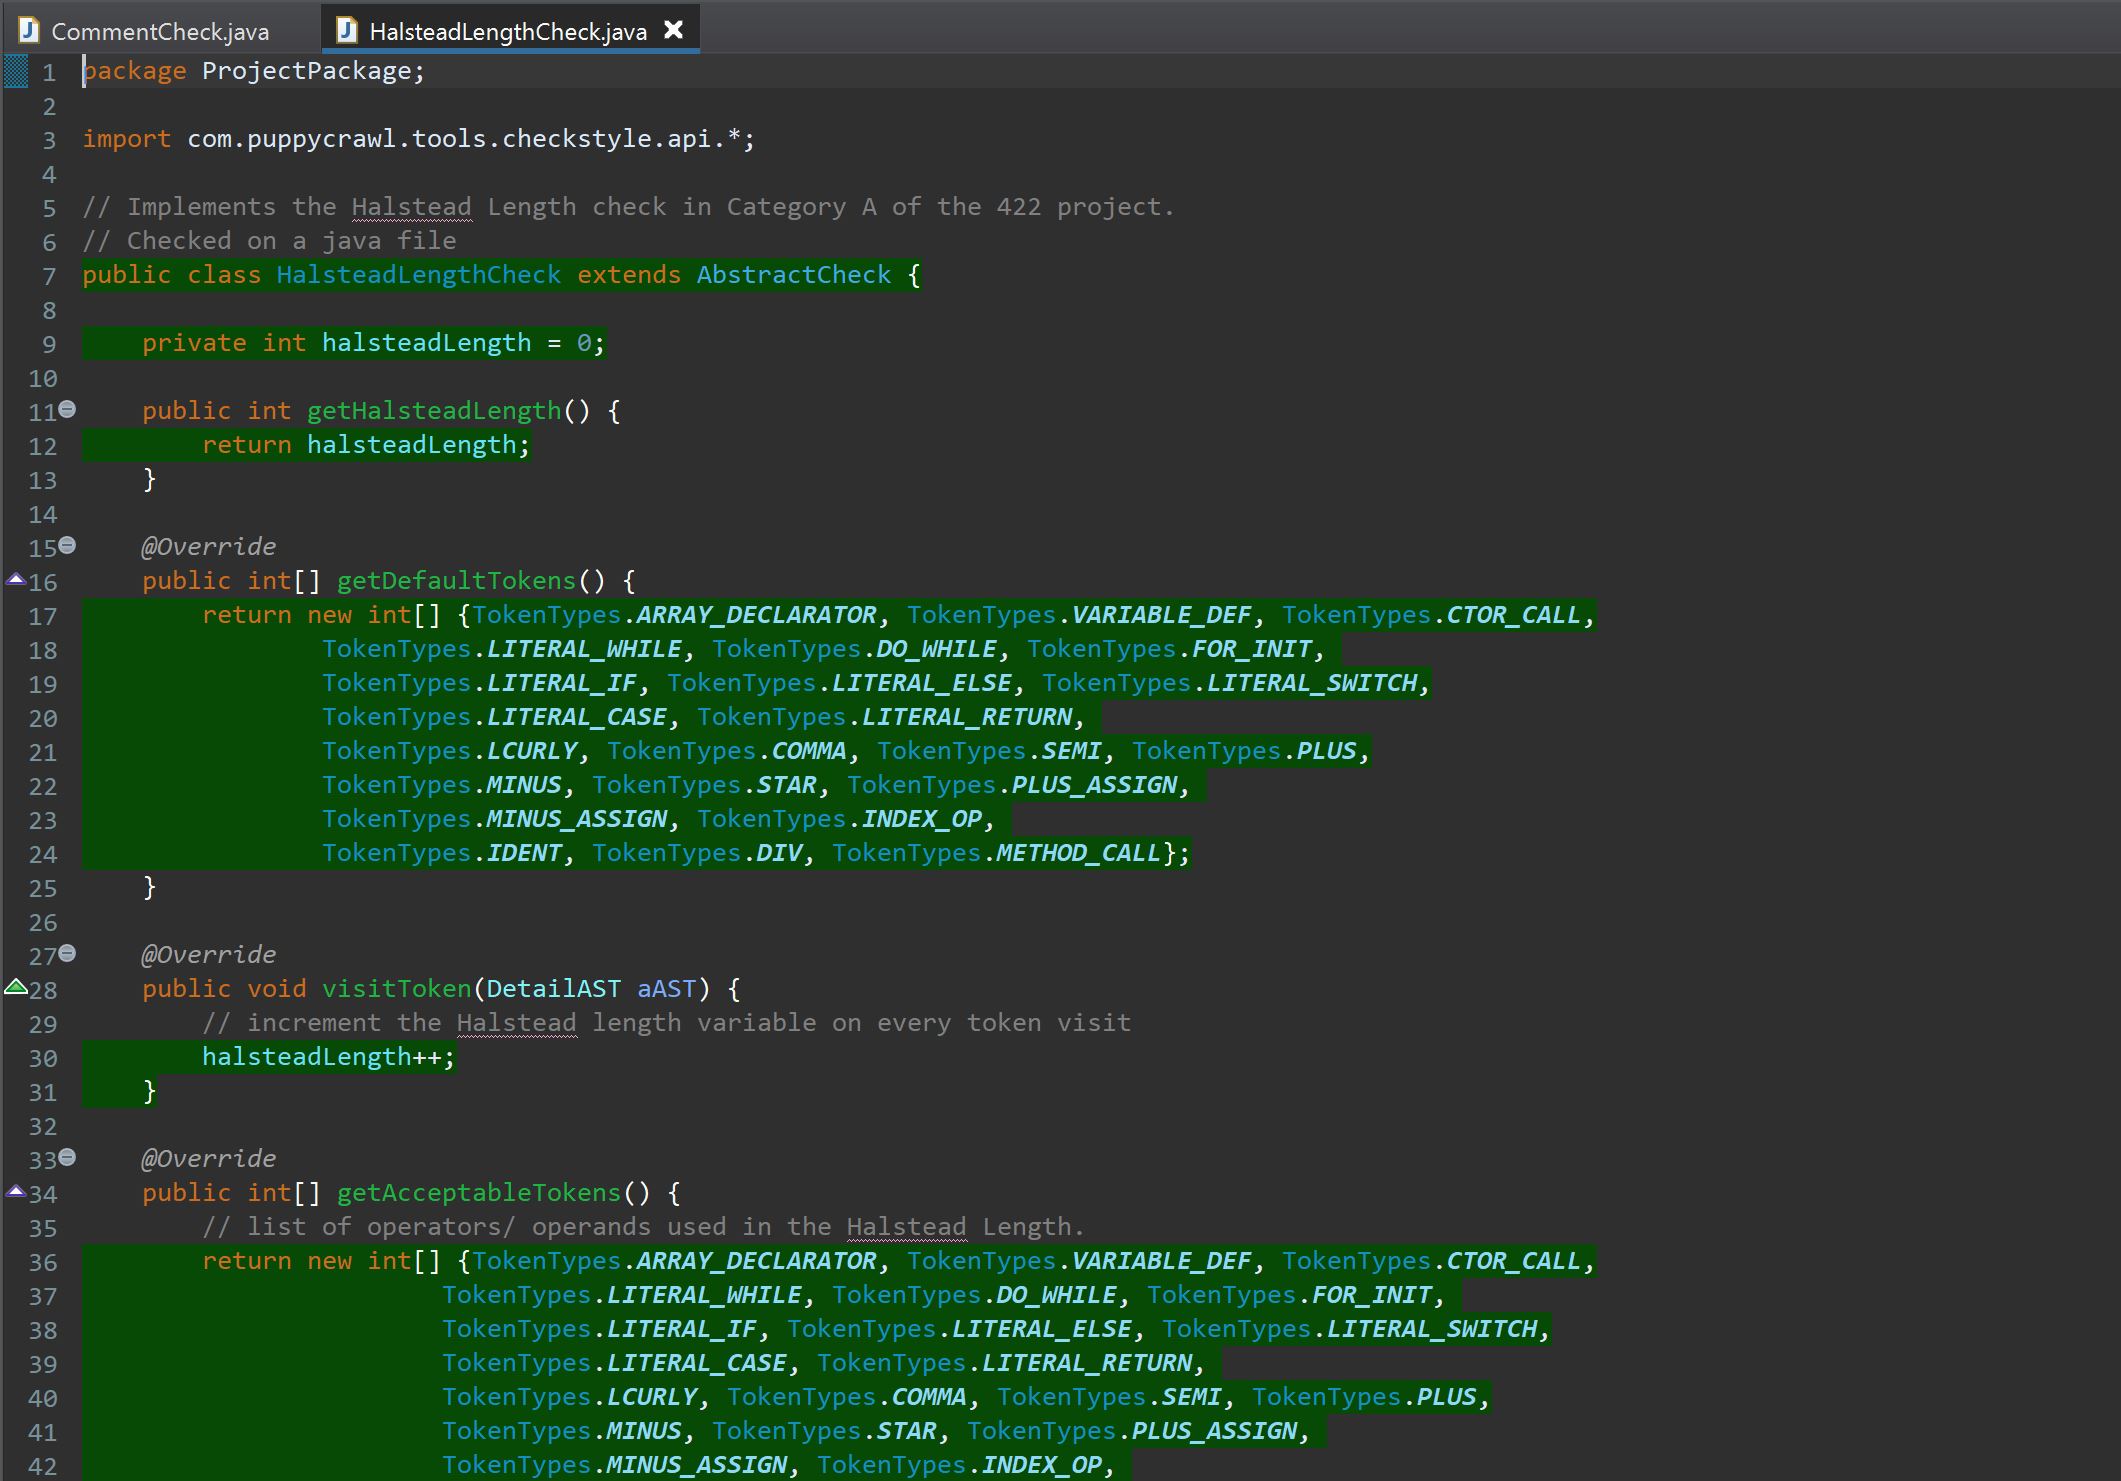 CommentCheck.java HalsteadLengthCheck.java
1 package ProjectPackage;
2
3 import com.puppycrawl.tools.checkstyle.api.*;
4
5 // Implements the Halstead Length check in Category A of the 422 project.
6 // Checked on a java file
7 public class HalsteadLengthCheck extends AbstractCheck {
8
9     private int halsteadLength = 0;
10
11     public int getHalsteadLength() {
12         return halsteadLength;
13     }
14
15     @Override
16     public int[] getDefaultTokens() {
17         return new int[] {TokenTypes.ARRAY_DECLARATOR, TokenTypes.VARIABLE_DEF, TokenTypes.CTOR_CALL,
18                 TokenTypes.LITERAL_WHILE, TokenTypes.DO_WHILE, TokenTypes.FOR_INIT,
19                 TokenTypes.LITERAL_IF, TokenTypes.LITERAL_ELSE, TokenTypes.LITERAL_SWITCH,
20                 TokenTypes.LITERAL_CASE, TokenTypes.LITERAL_RETURN,
21                 TokenTypes.LCURLY, TokenTypes.COMMA, TokenTypes.SEMI, TokenTypes.PLUS,
22                 TokenTypes.MINUS, TokenTypes.STAR, TokenTypes.PLUS_ASSIGN,
23                 TokenTypes.MINUS_ASSIGN, TokenTypes.INDEX_OP,
24                 TokenTypes.IDENT, TokenTypes.DIV, TokenTypes.METHOD_CALL};
25     }
26
27     @Override
28     public void visitToken(DetailAST aAST) {
29         // increment the Halstead length variable on every token visit
30         halsteadLength++;
31     }
32
33     @Override
34     public int[] getAcceptableTokens() {
35         // list of operators/ operands used in the Halstead Length.
36         return new int[] {TokenTypes.ARRAY_DECLARATOR, TokenTypes.VARIABLE_DEF, TokenTypes.CTOR_CALL,
37                         TokenTypes.LITERAL_WHILE, TokenTypes.DO_WHILE, TokenTypes.FOR_INIT,
38                         TokenTypes.LITERAL_IF, TokenTypes.LITERAL_ELSE, TokenTypes.LITERAL_SWITCH,
39                         TokenTypes.LITERAL_CASE, TokenTypes.LITERAL_RETURN,
40                         TokenTypes.LCURLY, TokenTypes.COMMA, TokenTypes.SEMI, TokenTypes.PLUS,
41                         TokenTypes.MINUS, TokenTypes.STAR, TokenTypes.PLUS_ASSIGN,
42                         TokenTypes.MINUS_ASSIGN, TokenTypes.INDEX_OP,